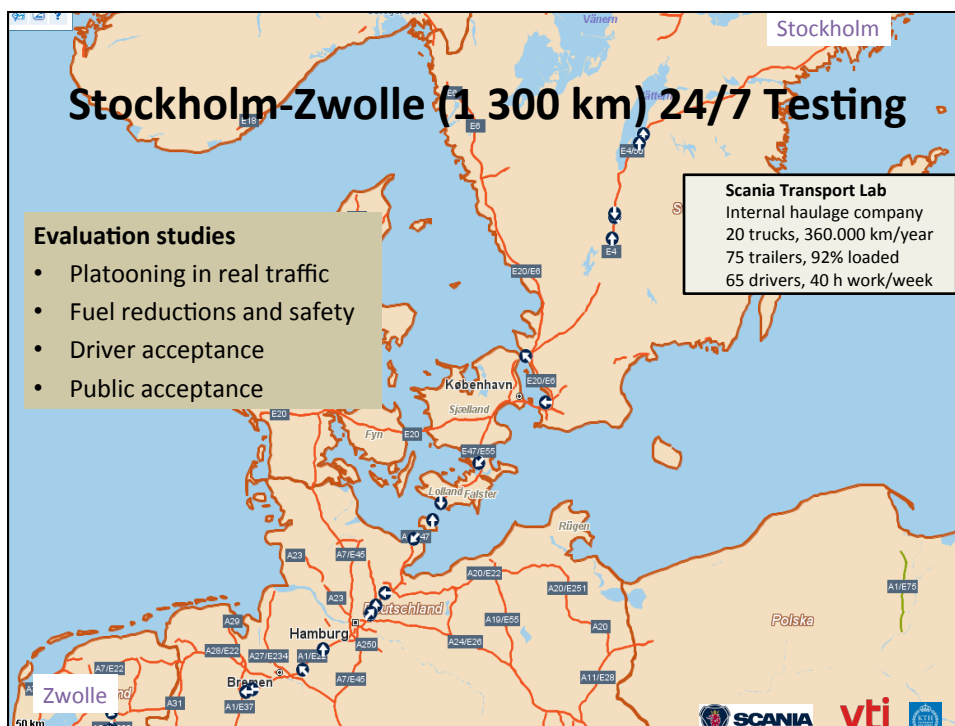 Stockholm
Stockholm-Zwolle (1 300 km) 24/7 Testing
Vänern
E6
E6
E18
E4
E4
Scania Transport Lab
Internal haulage company
20 trucks, 360.000 km/year
75 trailers, 92% loaded
65 drivers, 40 h work/week
Evaluation studies
• Platooning in real traffic
• Fuel reductions and safety
• Driver acceptance
• Public acceptance
E20/E6
København
E20/E6
Sjælland
E20
Fyn
E20
E47/E55
Lolland
Falster
Rügen
A23
A7/E45
A20/E22
A20/E251
A1/E75
A23
Deutschland
A19/E55
A20
Polska
A29
Hamburg
A28/E22
A27/E234
A250
A24/E26
A7/E22
Bremen
A7/E45
A11/E28
Zwolle
A31
A1/E37
50 km
SCANIA
vti
KTH